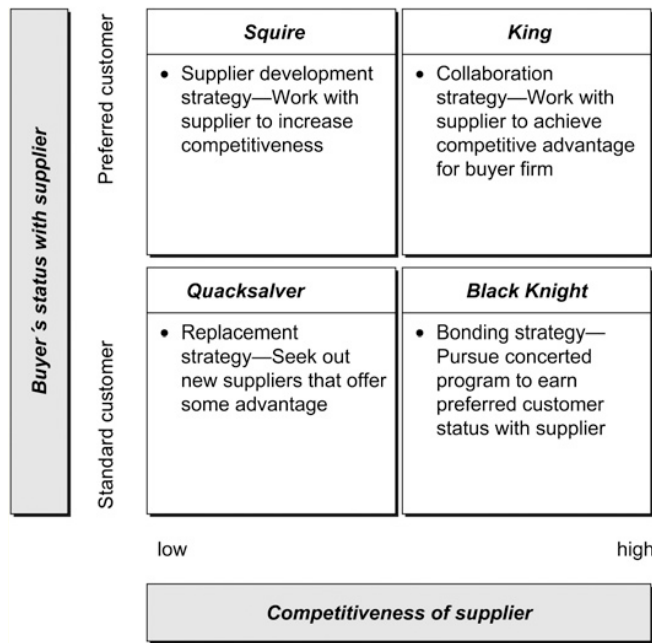 Buyer´s status with supplier
Preferred customer
Standard customer
Squire
• Supplier development
strategy—Work with
supplier to increase
competitiveness
King
• Collaboration
strategy—Work with
supplier to achieve
competitive advantage
for buyer firm
Quacksalver
• Replacement
strategy—Seek out
new suppliers that offer
some advantage
Black Knight
• Bonding strategy—
Pursue concerted
program to earn
preferred customer
status with supplier
low
high
Competitiveness of supplier